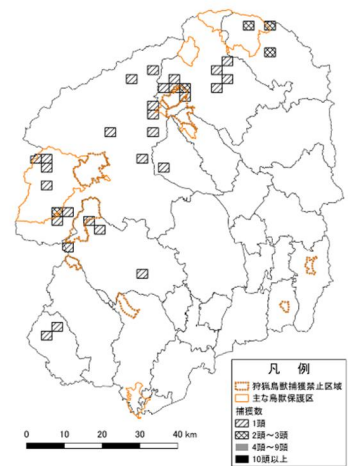 凡 例
狩猟鳥獣捕獲禁止区域
主な鳥獣保護区
捕獲数
1頭
2頭～3頭
4頭～9頭
10頭以上
0 10 20 30 40 km